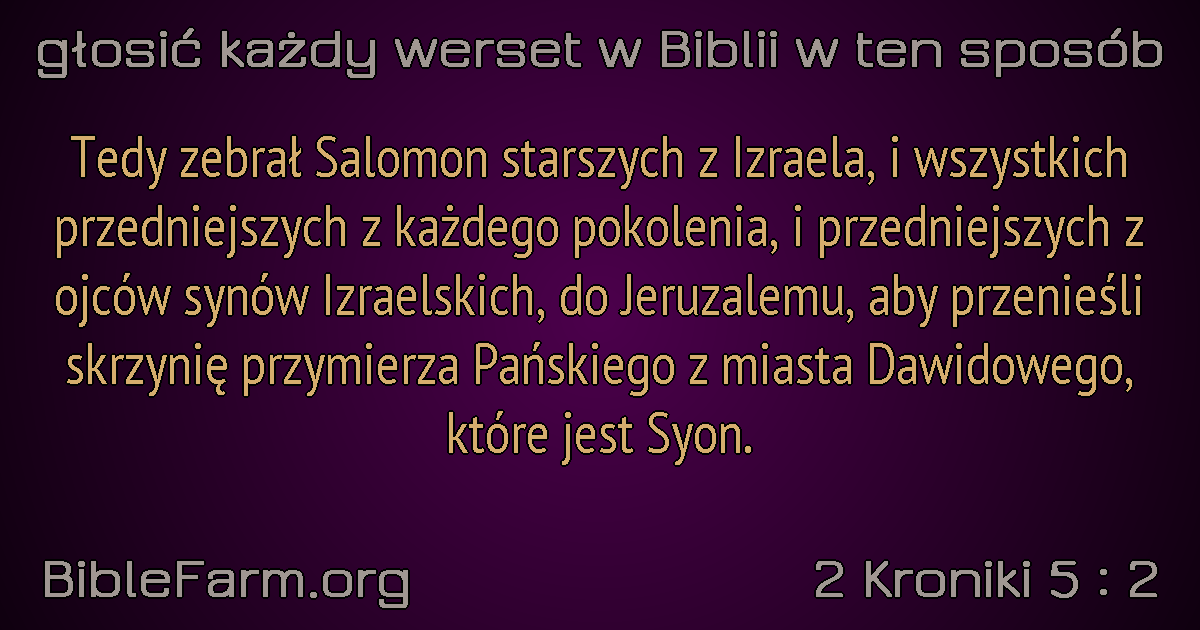 głosić każdy werset w Biblii w ten sposób
Tedy zebrał Salomon starszych z Izraela, i wszystkich
przedniejszych z każdego pokolenia, i przedniejszych z
ojców synów Izraelskich, do Jeruzalemu, aby przenieśli
skrzynię przymierza Pańskiego z miasta Dawidowego,
które jest Syon.
BibleFarm.org
2 Kroniki 5 : 2